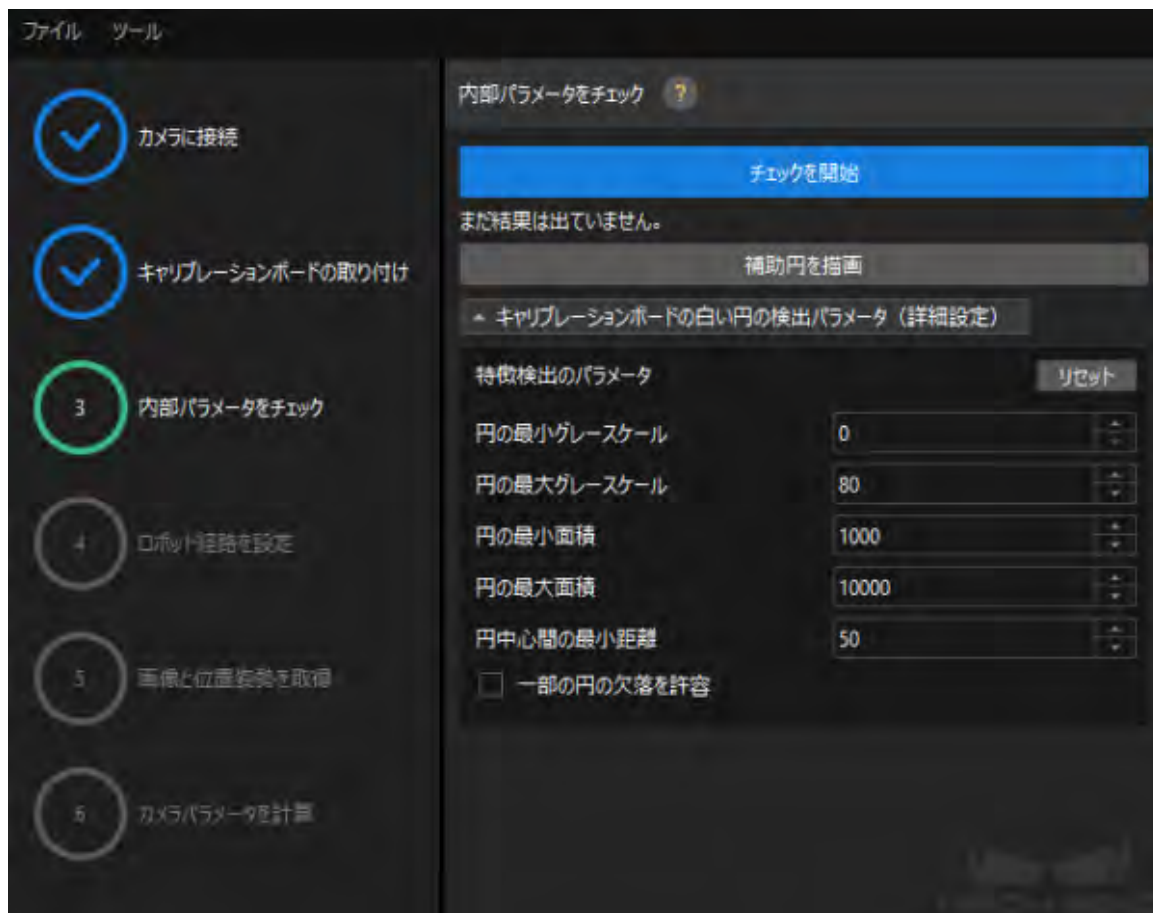 ファイル ツール
カメラに接続
キャリブレーションボードの取り付け
3 内部パラメータをチェック
4 ロボット経路を設定
5 画像と位置姿勢を取得
6 カメラパラメータを計算
内部パラメータをチェック ?
チェックを開始
まだ結果は出ていません。
補助円を描画
キャリブレーションボードの白い円の検出パラメータ（詳細設定）
特徴検出のパラメータ リセット
円の最小グレースケール 0
円の最大グレースケール 80
円の最小面積 1000
円の最大面積 10000
円中心間の最小距離 50
一部の円の欠落を許容